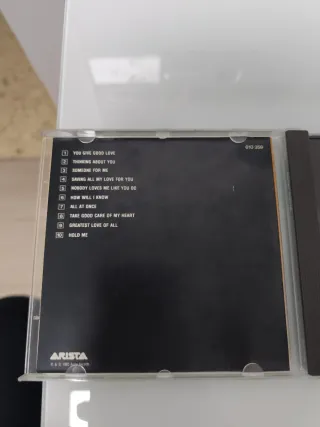 610 359
1 YOU GIVE GOOD LOVE
2 THINKING ABOUT YOU
3 SOMEONE FOR ME
4 SAVING ALL MY LOVE FOR YOU
5 NOBODY LOVES ME LIKE YOU DO
6 HOW WILL I KNOW
7 ALL AT ONCE
8 TAKE GOOD CARE OF MY HEART
9 GREATEST LOVE OF ALL
10 HOLD ME
ARISTA